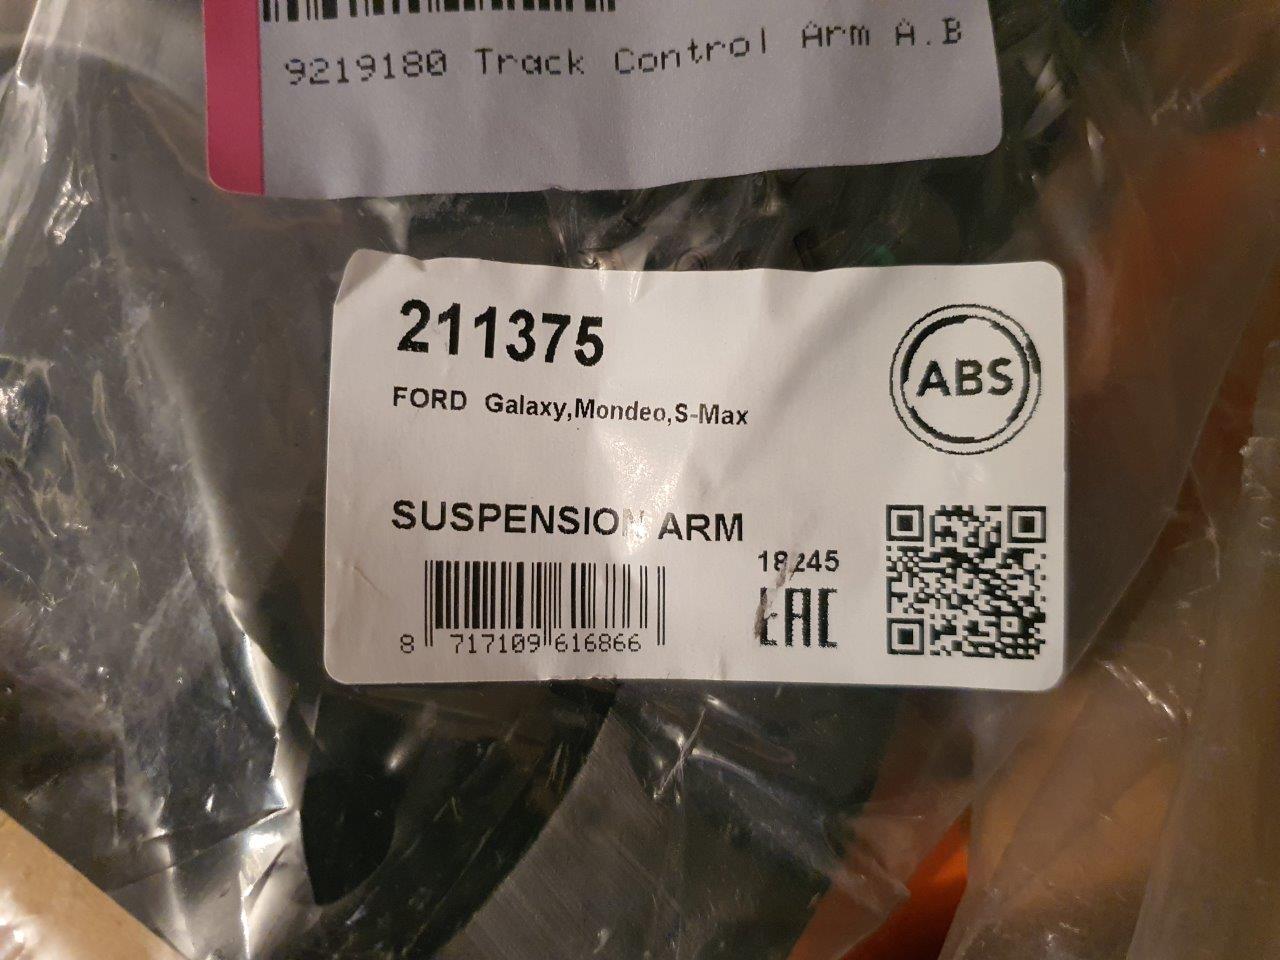 9219180 Track Control Arm A.B
211375
ABS
FORD Galaxy,Mondeo,S-Max
SUSPENSION ARM
18245
EAC
8 717109 616866